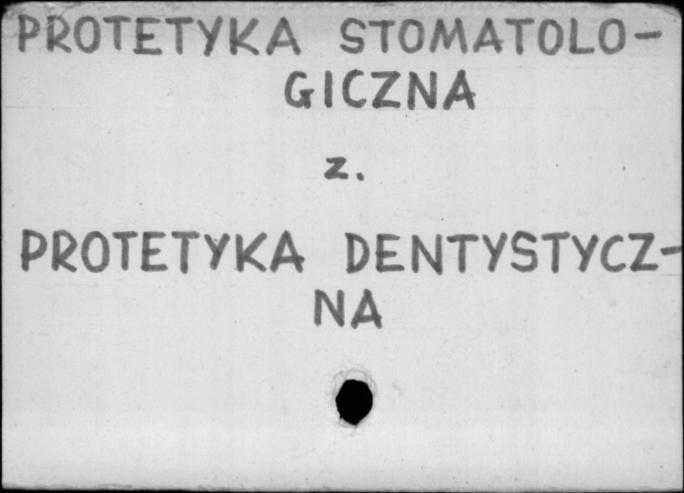 PROTETYKA STOMATOLO-
GICZNA
z.
PROTETYKA DENTYSTYCZ-
NA